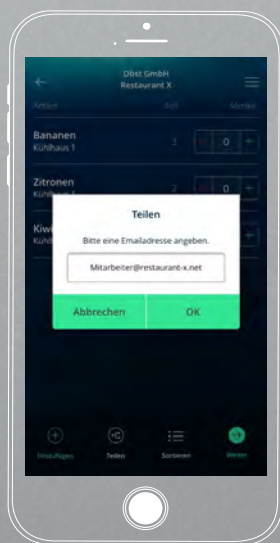 Obst GmbH
Restaurant X
Artikel Soll Menge
Bananen
Kühlhaus 1 3 0 +
Zitronen 2 0 +
Kiwi
Teilen
Bitte eine Emailadresse angeben.
Mitarbeiter@restaurant-x.net
Abbrechen OK
Hinzufügen Teilen Sortieren Weiter